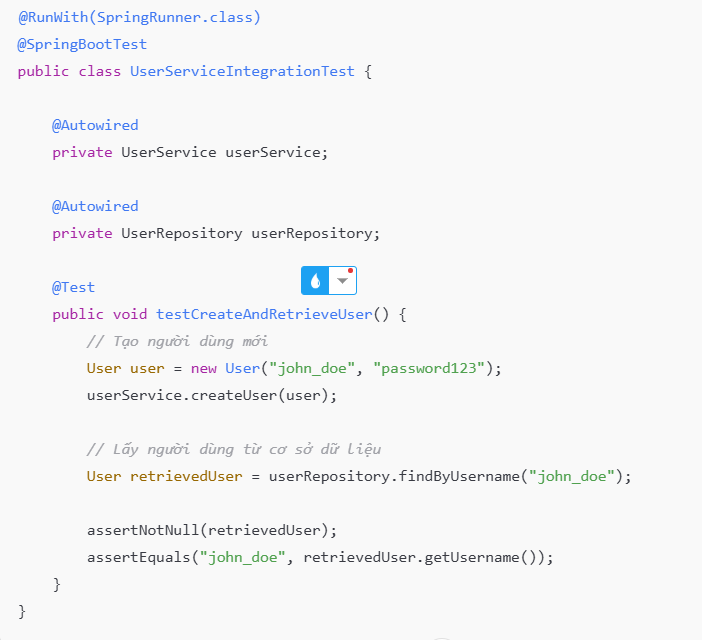 @RunWith(SpringRunner.class)
@SpringBootTest
public class UserServiceIntegrationTest {
@Autowired
private UserService userService;
@Autowired
private UserRepository userRepository;
@Test
public void testCreateAndRetrieveUser() {
// Tạo người dùng mới
User user = new User("john_doe", "password123");
userService.createUser(user);
// Lấy người dùng từ cơ sở dữ liệu
User retrievedUser = userRepository.findByUsername("john_doe");
assertNotNull(retrievedUser);
assertEquals("john_doe", retrievedUser.getUsername());
}
}